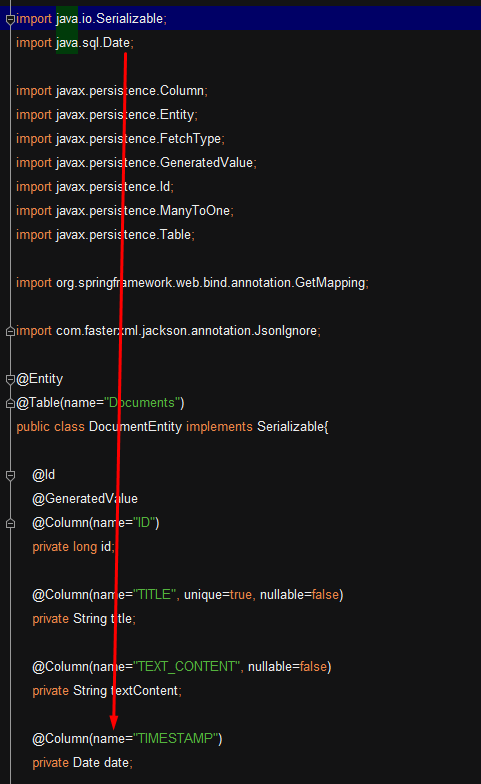 import java.io.Serializable;
import java.sql.Date;
import javax.persistence.Column;
import javax.persistence.Entity;
import javax.persistence.FetchType;
import javax.persistence.GeneratedValue;
import javax.persistence.Id;
import javax.persistence.ManyToOne;
import javax.persistence.Table;
import org.springframework.web.bind.annotation.GetMapping;
import com.fasterxml.jackson.annotation.JsonIgnore;
@Entity
@Table(name="Documents")
public class DocumentEntity implements Serializable{
@Id
@GeneratedValue
@Column(name="ID")
private long id;
@Column(name="TITLE", unique=true, nullable=false)
private String title;
@Column(name="TEXT_CONTENT", nullable=false)
private String textContent;
@Column(name="TIMESTAMP")
private Date date;